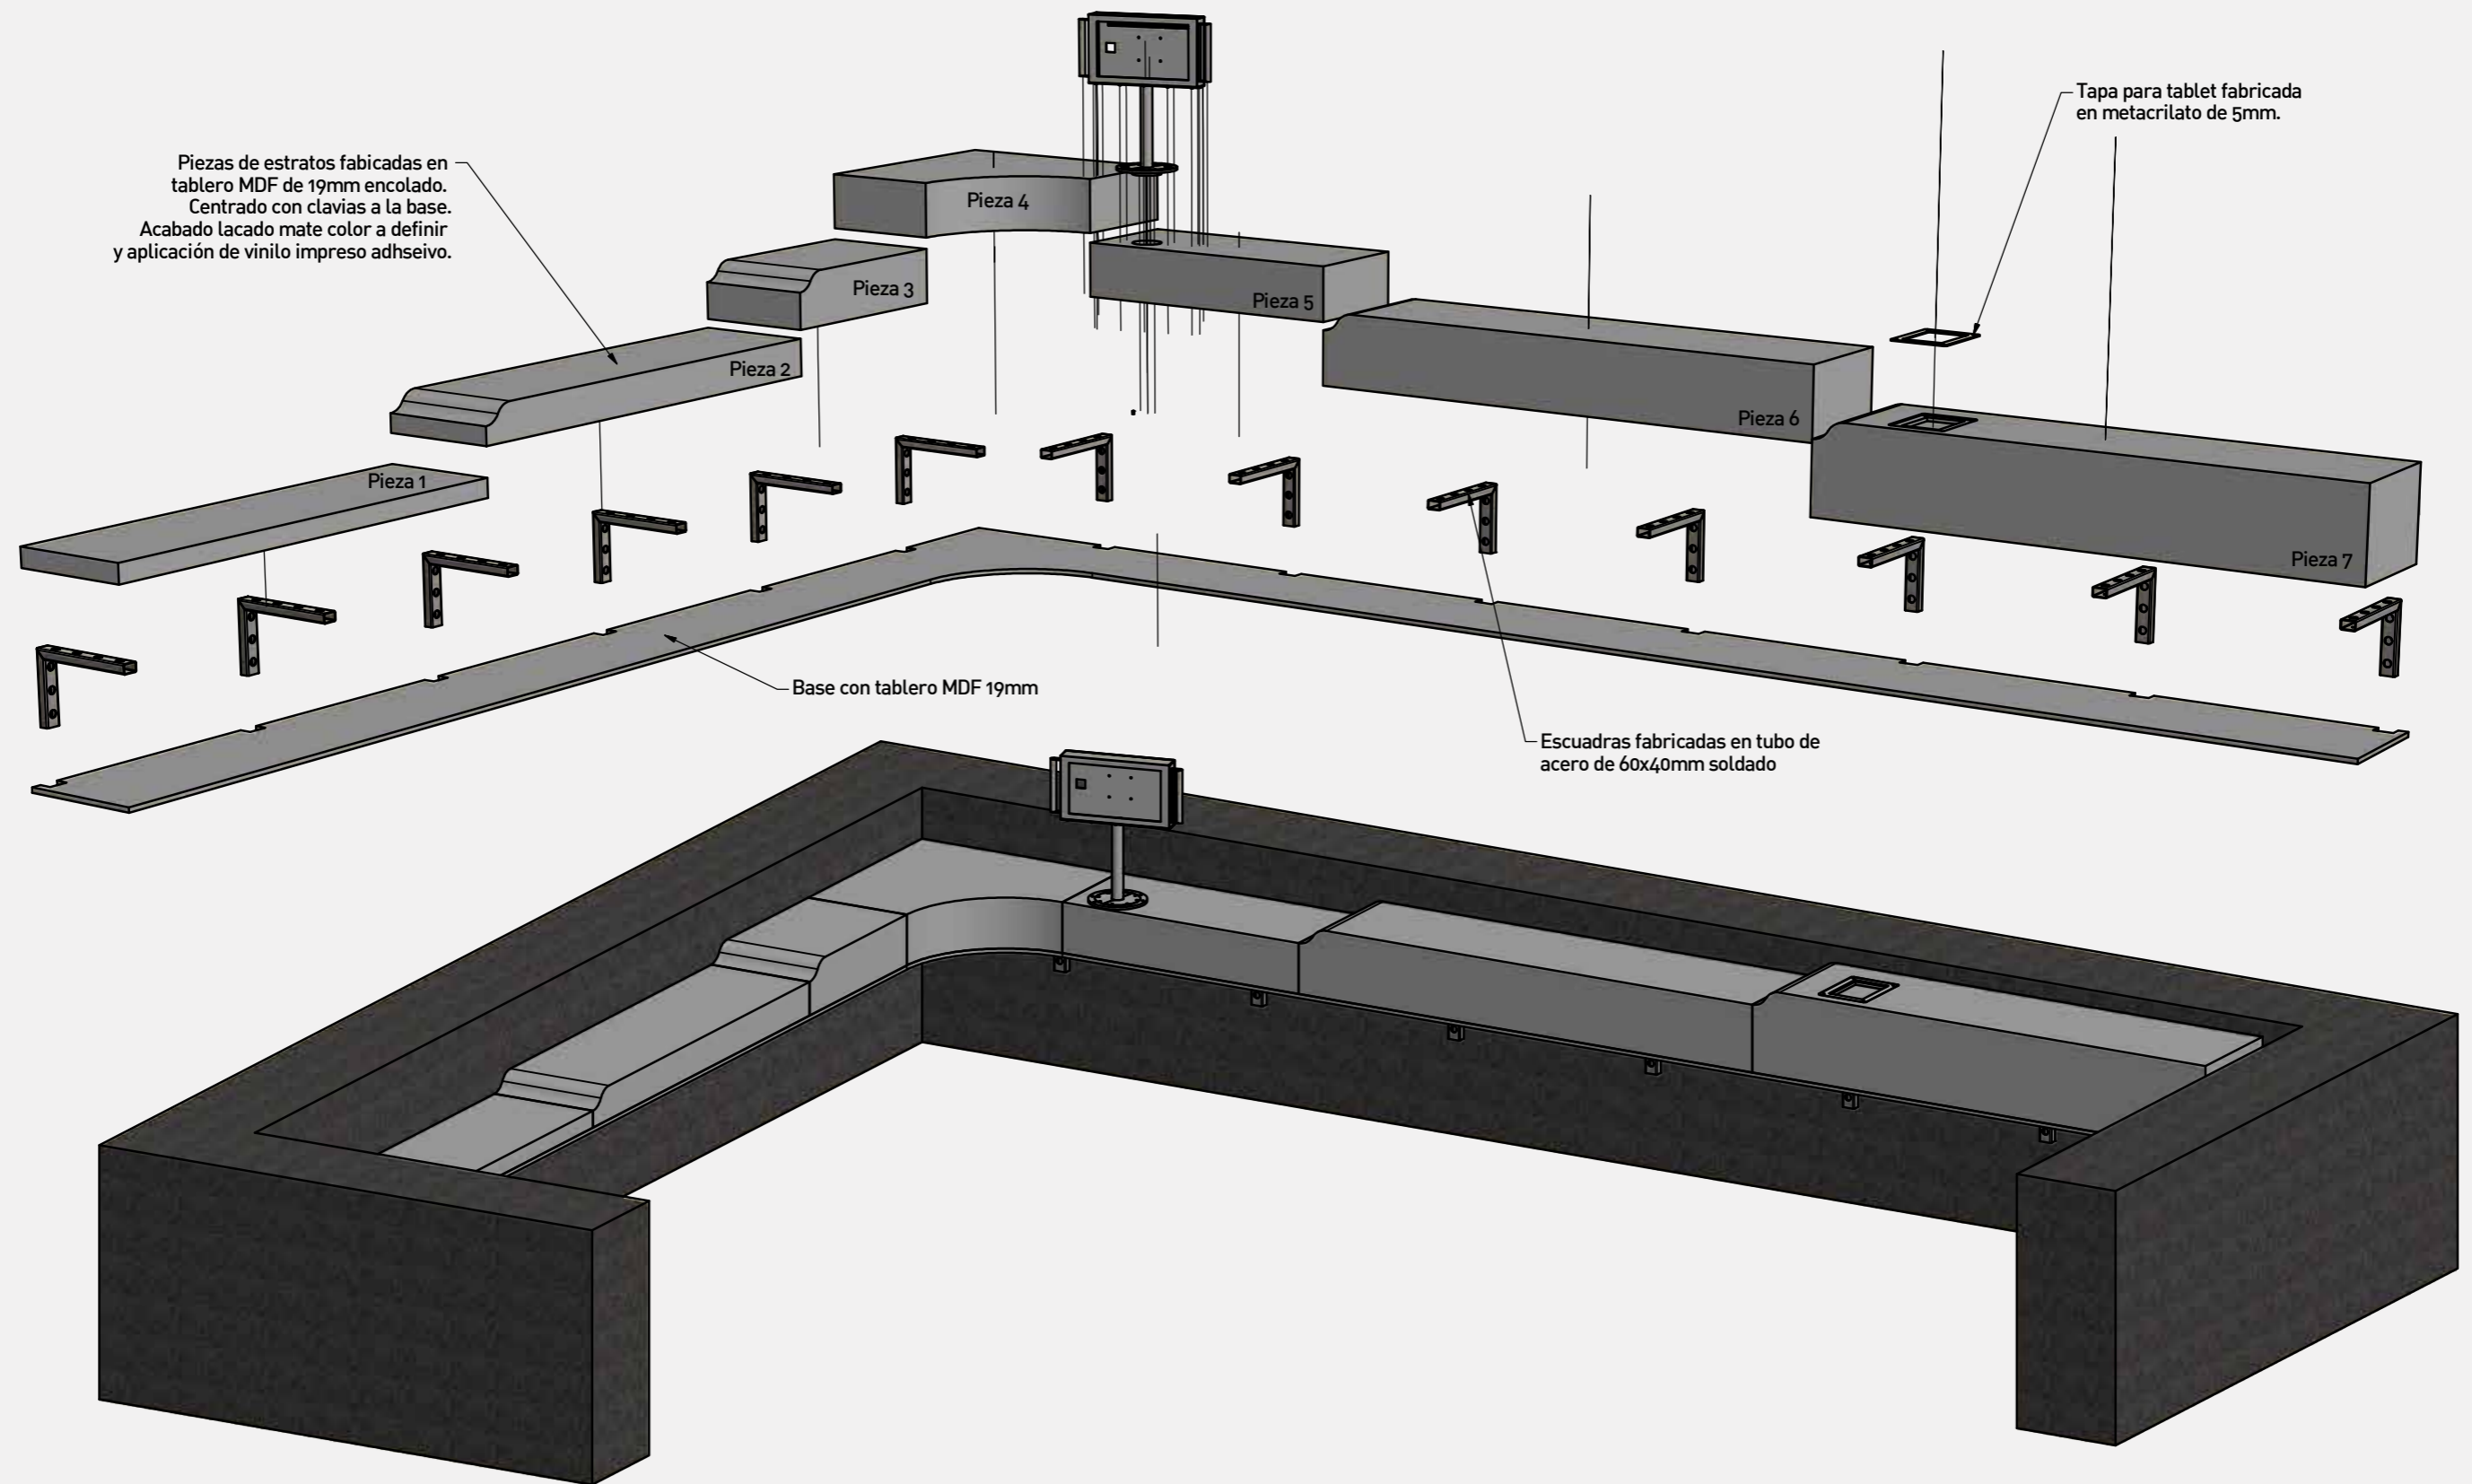 Piezas de estratos fabicadas en
tablero MDF de 19mm encolado.
Centrado con clavias a la base.
Acabado lacado mate color a definir
y aplicación de vinilo impreso adhseivo.
Tapa para tablet fabricada
en metacrilato de 5mm.
Pieza 4
Pieza 3
Pieza 5
Pieza 2
Pieza 6
Pieza 1
Pieza 7
Base con tablero MDF 19mm
Escuadras fabricadas en tubo de
acero de 60x40mm soldado